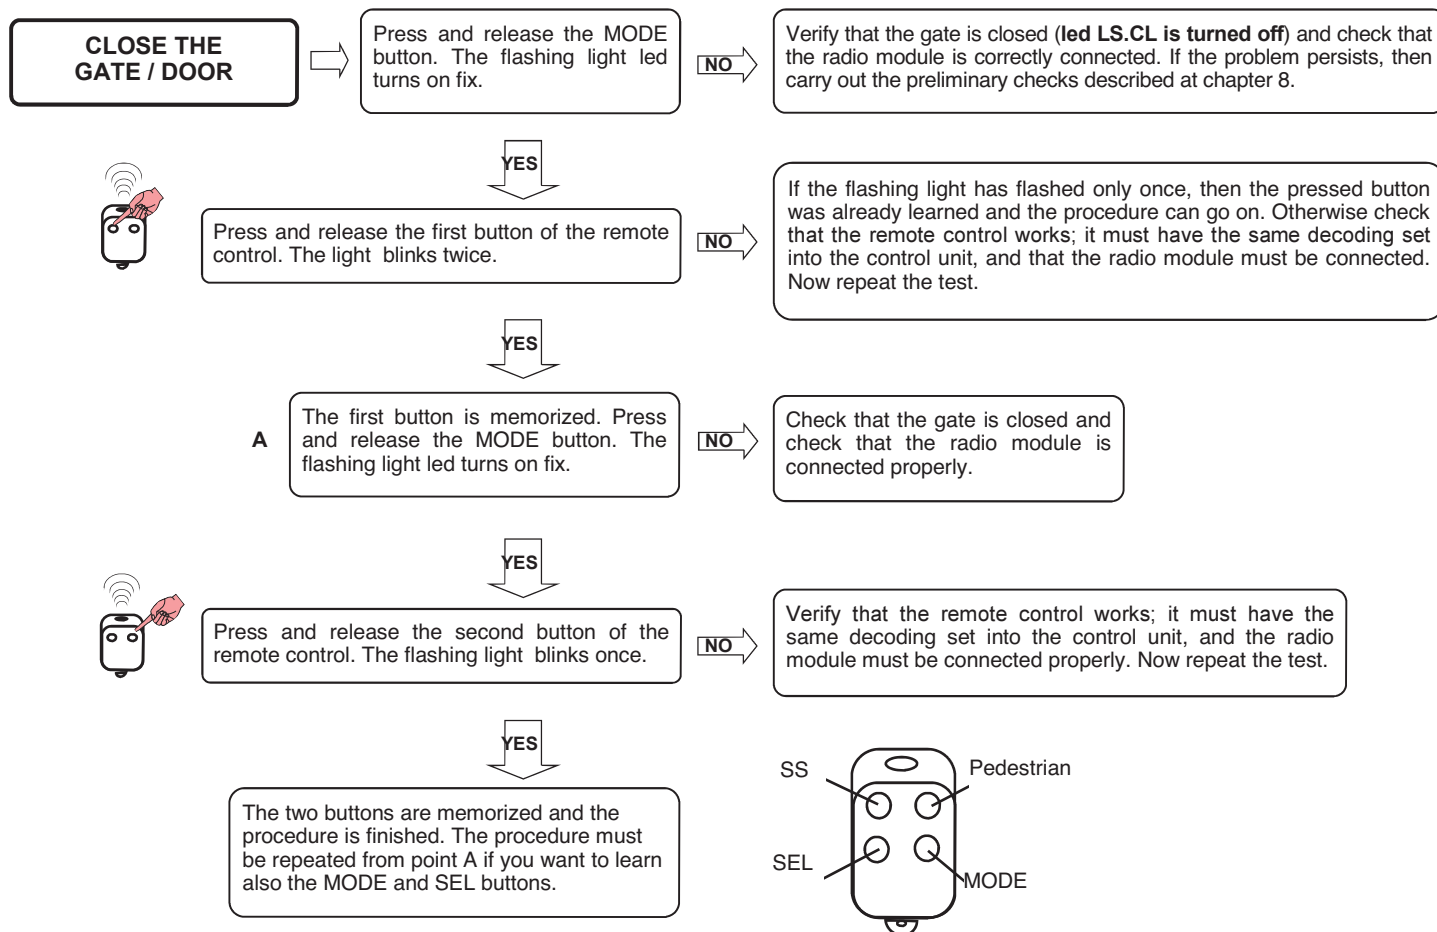 CLOSE THE
GATE / DOOR
Press and release the MODE
button. The flashing light led
turns on fix.
NO
Verify that the gate is closed (led LS.CL is turned off) and check that
the radio module is correctly connected. If the problem persists, then
carry out the preliminary checks described at chapter 8.
YES
Press and release the first button of the remote
control. The light blinks twice.
NO
If the flashing light has flashed only once, then the pressed button
was already learned and the procedure can go on. Otherwise check
that the remote control works; it must have the same decoding set
into the control unit, and that the radio module must be connected.
Now repeat the test.
YES
A
The first button is memorized. Press
and release the MODE button. The
flashing light led turns on fix.
NO
Check that the gate is closed and
check that the radio module is
connected properly.
YES
Press and release the second button of the
remote control. The flashing light blinks once.
NO
Verify that the remote control works; it must have the
same decoding set into the control unit, and the radio
module must be connected properly. Now repeat the test.
YES
The two buttons are memorized and the
procedure is finished. The procedure must
be repeated from point A if you want to learn
also the MODE and SEL buttons.
SS
Pedestrian
SEL
MODE